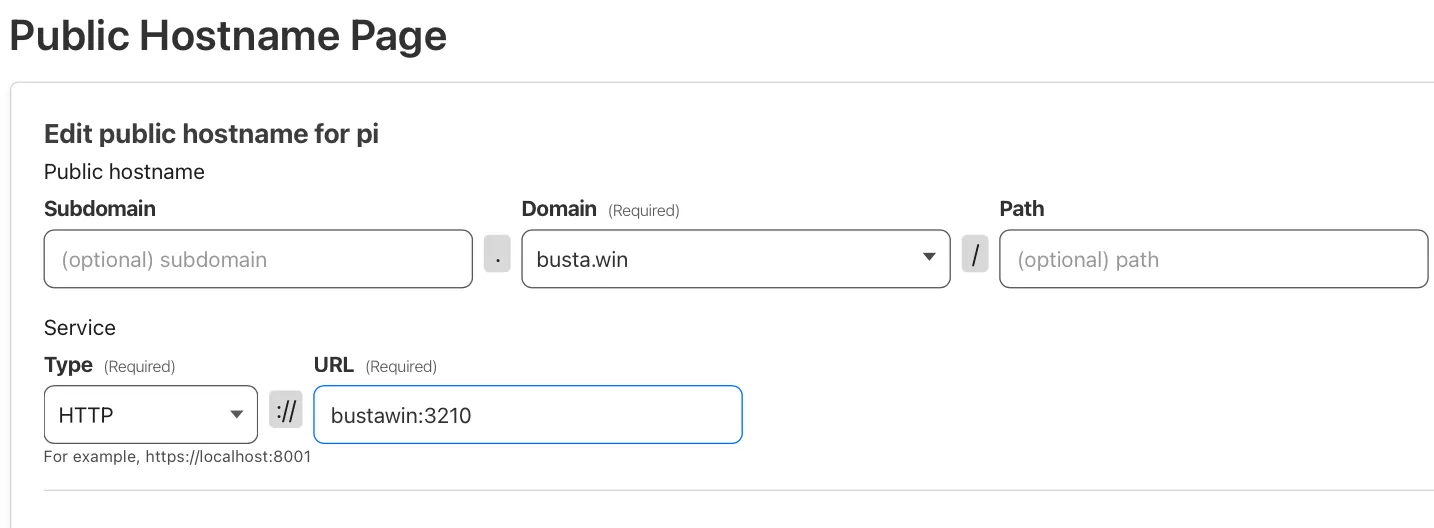 Public Hostname Page
Edit public hostname for pi
Public hostname
Subdomain Domain (Required) Path
(optional) subdomain . busta.win / (optional) path
Service
Type (Required) URL (Required)
HTTP :// bustawin:3210
For example, https://localhost:8001